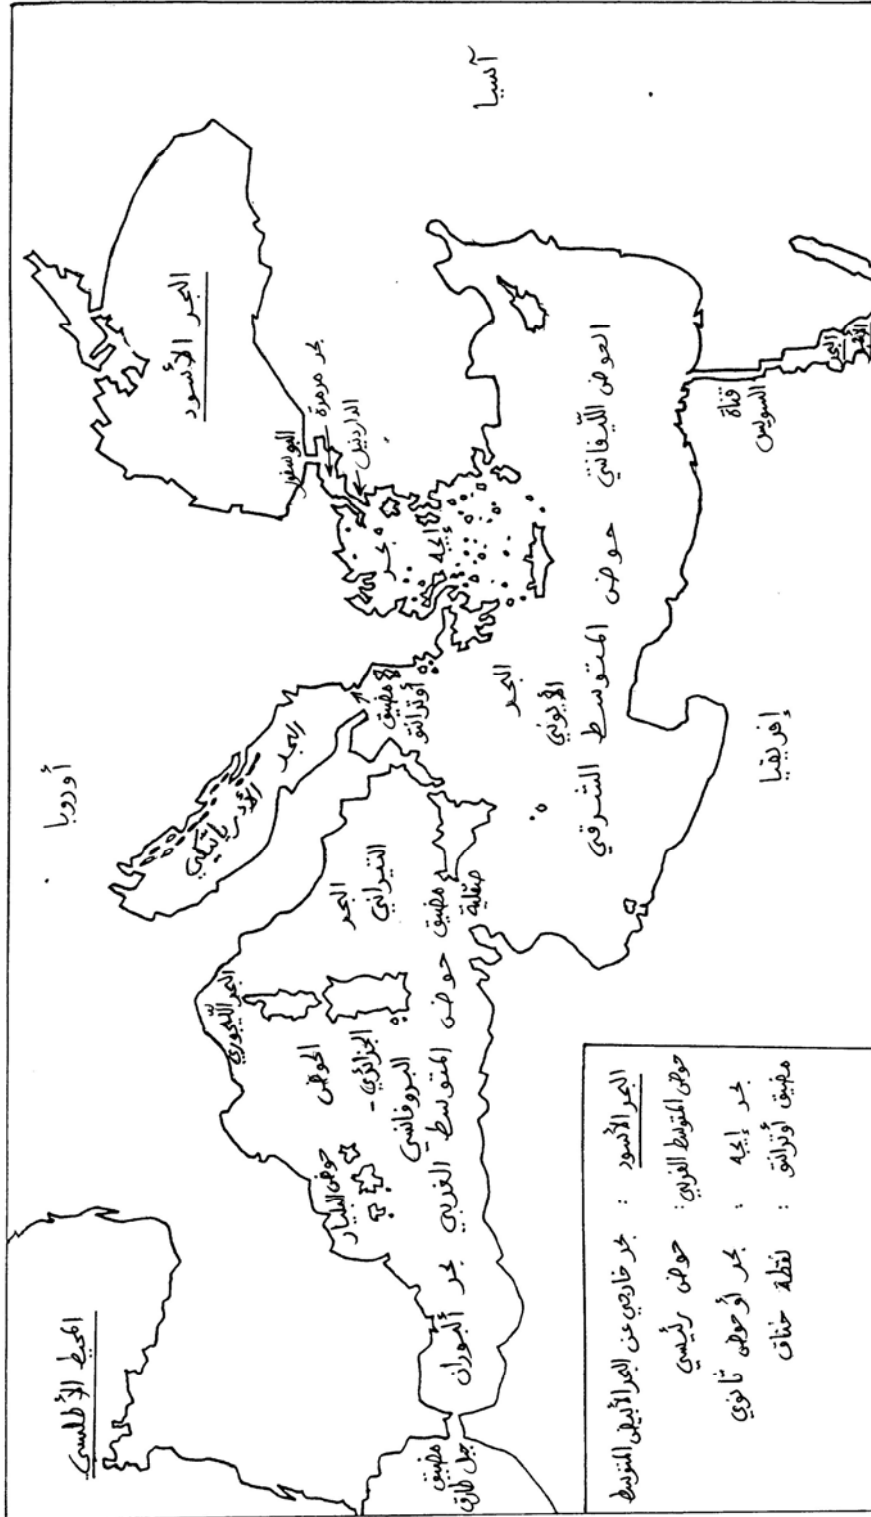 المحيط الأطلسي
أوروبا
آسيا
إفريقيا
البحر الأسود
البوسفور
بحر مرمرة
الدردنيل
بحر
إيجه
البحر
الأدرياتيكي
مضيق
أوترانتو
البحر الليجوري
البحر
التيراني
الحوض
الجزائري -
البروفانسي
حوض البليار
بحر ألبوران
مضيق
جبل طارق
حوض المتوسط الغربي
مضيق
صقلية
البحر
الأيوني
حوض المتوسط الشرقي
الحوض الليفانتي
قناة
السويس
البحر
الأحمر
البحر الأسود : بحر خارجي عن البحر الأبيض المتوسط
حوض المتوسط الغربي : حوض رئيسي
بحر إيجه : بحر أو حوض ثانوي
مضيق أوترانتو : نقطة خناق